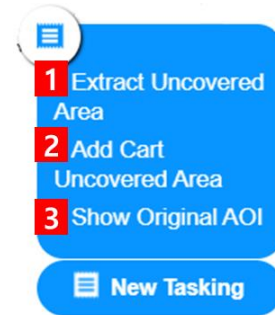 1 Extract Uncovered
Area
2 Add Cart
Uncovered Area
3 Show Original AOI
New Tasking